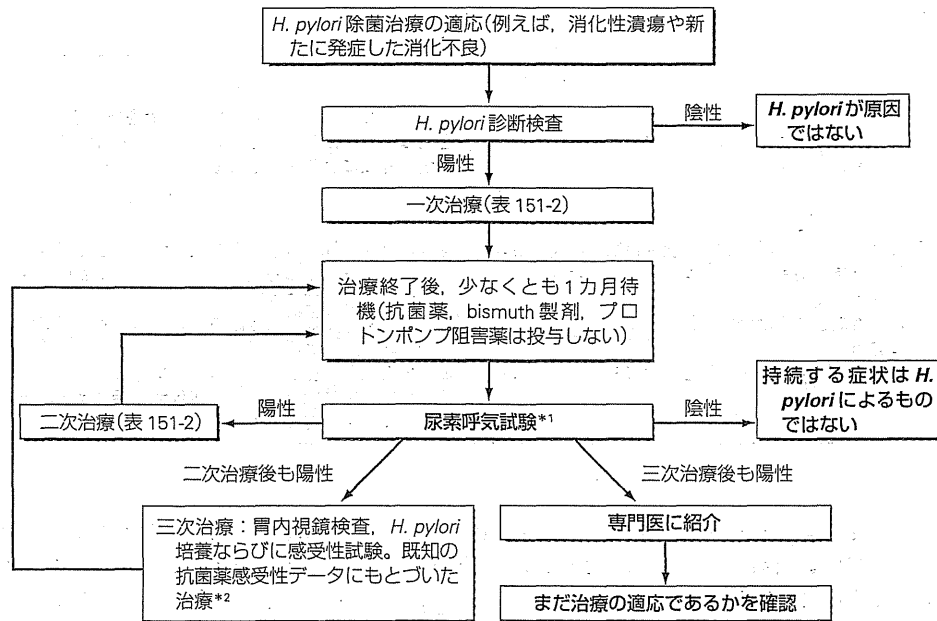 H. pylori 除菌治療の適応(例えば，消化性潰瘍や新
たに発症した消化不良)
H. pylori 診断検査
陰性
H. pylori が原因
ではない
陽性
一次治療(表 151-2)
治療終了後，少なくとも 1 カ月待
機(抗菌薬，bismuth 製剤，プロ
トンポンプ阻害薬は投与しない)
二次治療(表 151-2)
陽性
尿素呼気試験*1
陰性
持続する症状は H.
pylori によるもの
ではない
二次治療後も陽性
三次治療後も陽性
三次治療：胃内視鏡検査，H. pylori
培養ならびに感受性試験。既知の
抗菌薬感受性データにもとづいた
治療*2
専門医に紹介
まだ治療の適応であるかを確認